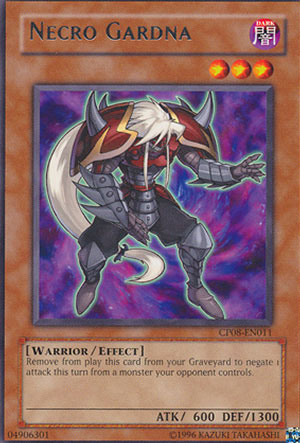 NECRO GARDNA
DARK
闇
CP08-EN011
[WARRIOR / EFFECT]
Remove from play this card from your Graveyard to negate
attack this turn from a monster your opponent controls.
ATK/ 600 DEF/1300
04906301
©1996 KAZUKI TAKAHASHI